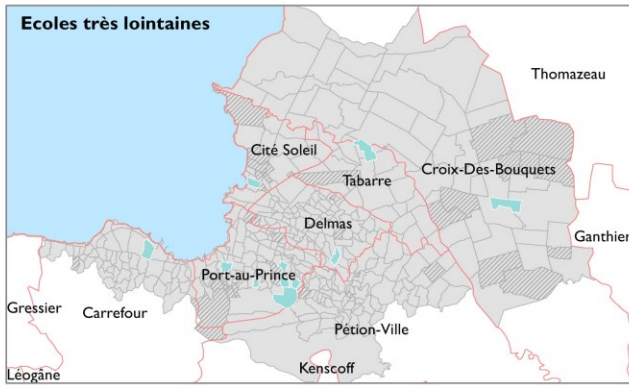 Ecoles très lointaines
Thomazeau
Cité Soleil
Croix-Des-Bouquets
Tabarre
Delmas
Ganthier
Port-au-Prince
Gressier
Carrefour
Pétion-Ville
Kenscoff
Léogâne